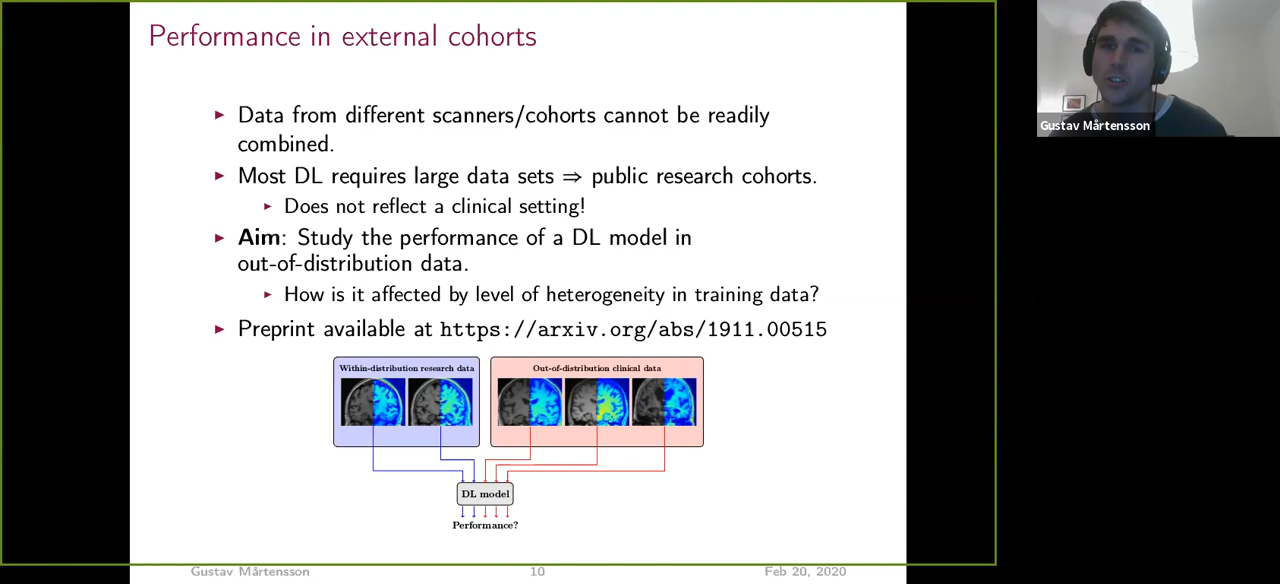 Performance in external cohorts
► Data from different scanners/cohorts cannot be readily
combined.
► Most DL requires large data sets ⇒ public research cohorts.
► Does not reflect a clinical setting!
► Aim: Study the performance of a DL model in
out-of-distribution data.
► How is it affected by level of heterogeneity in training data?
► Preprint available at https://arxiv.org/abs/1911.00515
Within-distribution research data
Out-of-distribution clinical data
DL model
Performance?
Gustav Mårtensson 10 Feb 20, 2020
Gustav Mårtensson